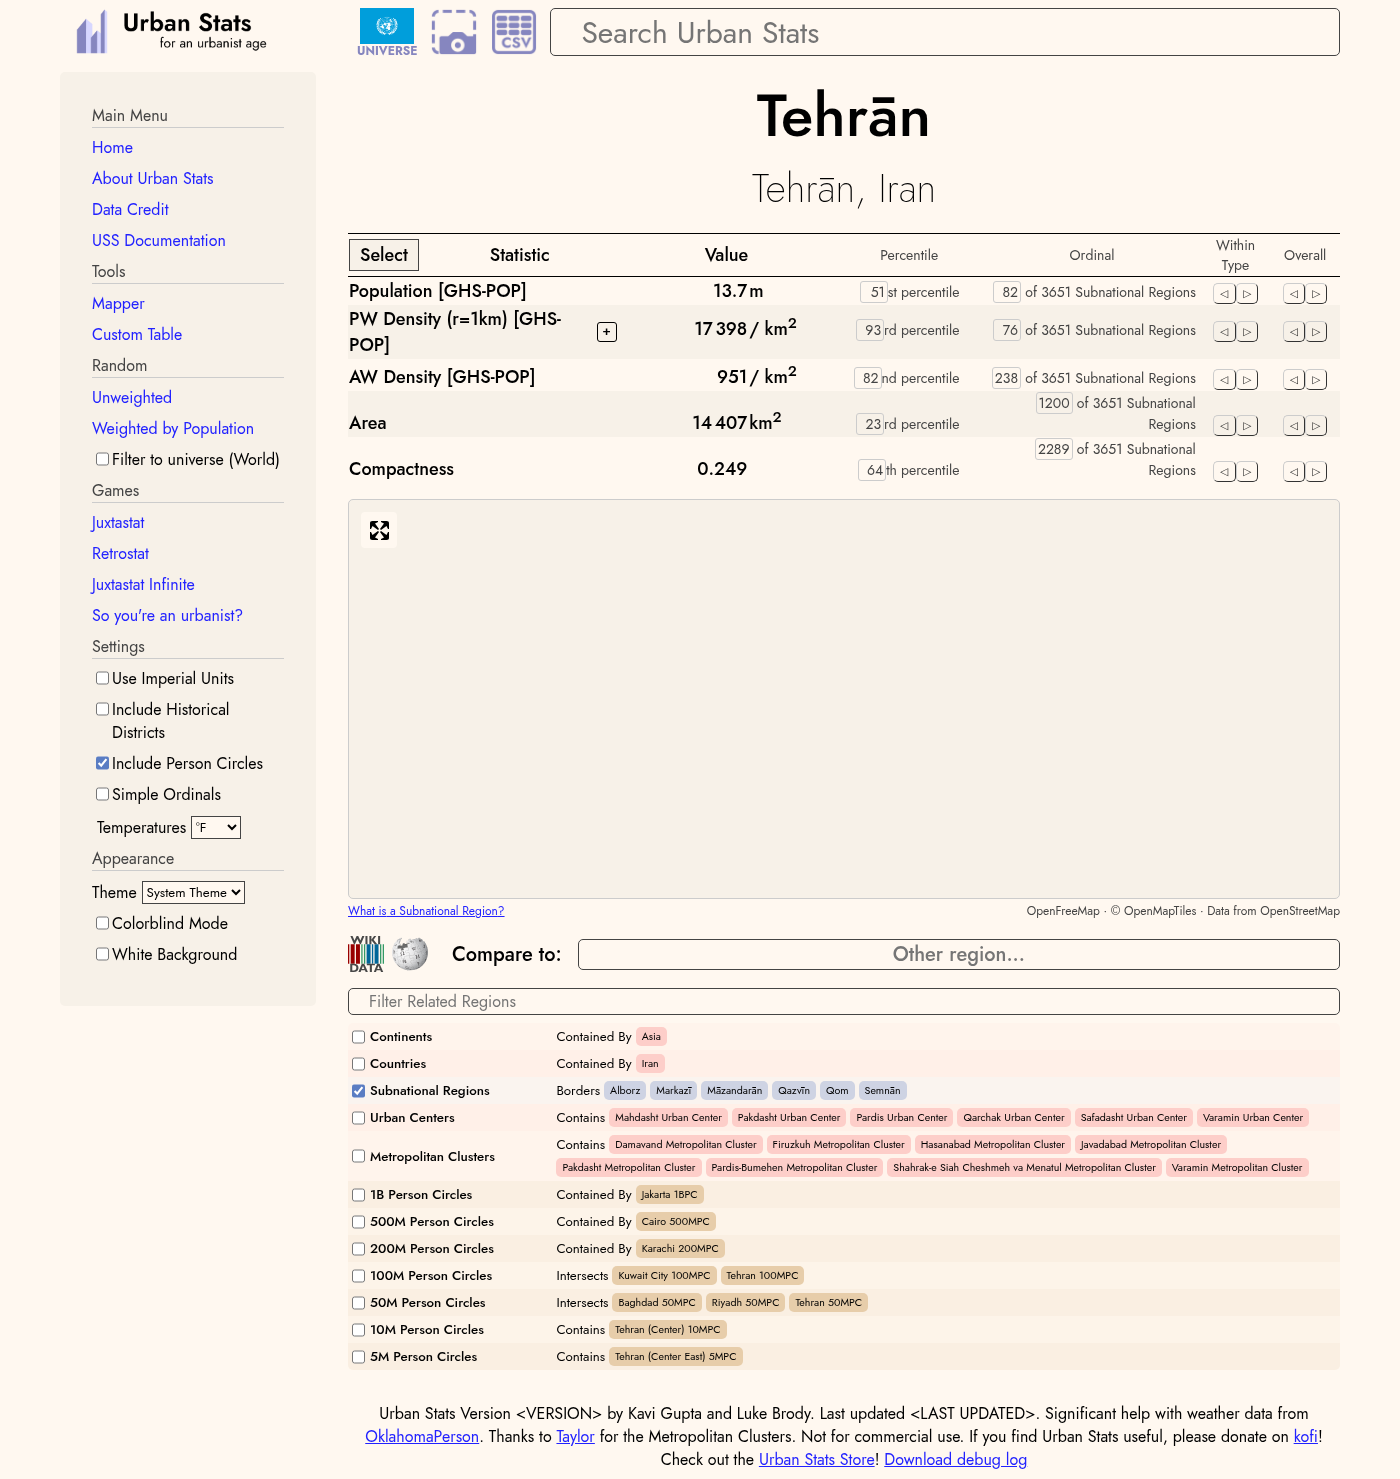 Urban Stats
for an urbanist age
UNIVERSE
CSV
Search Urban Stats
Main Menu
Home
About Urban Stats
Data Credit
USS Documentation
Tools
Mapper
Custom Table
Random
Unweighted
Weighted by Population
Filter to universe (World)
Games
Juxtastat
Retrostat
Juxtastat Infinite
So you're an urbanist?
Settings
Use Imperial Units
Include Historical
Districts
Include Person Circles
Simple Ordinals
Temperatures °F
Appearance
Theme System Theme
Colorblind Mode
White Background
Tehrān
Tehrān, Iran
Select Statistic Value Percentile Ordinal Within Type Overall
Population [GHS-POP] 13.7 m 51st percentile 82 of 3651 Subnational Regions
PW Density (r=1km) [GHS-POP] + 17 398 / km² 93rd percentile 76 of 3651 Subnational Regions
AW Density [GHS-POP] 951 / km² 82nd percentile 238 of 3651 Subnational Regions
Area 14 407 km² 23rd percentile 1200 of 3651 Subnational Regions
Compactness 0.249 64th percentile 2289 of 3651 Subnational Regions
What is a Subnational Region? OpenFreeMap · © OpenMapTiles · Data from OpenStreetMap
WIKI
DATA
Compare to: Other region...
Filter Related Regions
Continents Contained By Asia
Countries Contained By Iran
Subnational Regions Borders Alborz Markazī Māzandarān Qazvīn Qom Semnān
Urban Centers Contains Mahdasht Urban Center Pakdasht Urban Center Pardis Urban Center Qarchak Urban Center Safadasht Urban Center Varamin Urban Center
Metropolitan Clusters Contains Damavand Metropolitan Cluster Firuzkuh Metropolitan Cluster Hasanabad Metropolitan Cluster Javadabad Metropolitan Cluster
Pakdasht Metropolitan Cluster Pardis-Bumehen Metropolitan Cluster Shahrak-e Siah Cheshmeh va Menatul Metropolitan Cluster Varamin Metropolitan Cluster
1B Person Circles Contained By Jakarta 1BPC
500M Person Circles Contained By Cairo 500MPC
200M Person Circles Contained By Karachi 200MPC
100M Person Circles Intersects Kuwait City 100MPC Tehran 100MPC
50M Person Circles Intersects Baghdad 50MPC Riyadh 50MPC Tehran 50MPC
10M Person Circles Contains Tehran (Center) 10MPC
5M Person Circles Contains Tehran (Center East) 5MPC
Urban Stats Version <VERSION> by Kavi Gupta and Luke Brody. Last updated <LAST UPDATED>. Significant help with weather data from
OklahomaPerson. Thanks to Taylor for the Metropolitan Clusters. Not for commercial use. If you find Urban Stats useful, please donate on kofi!
Check out the Urban Stats Store! Download debug log